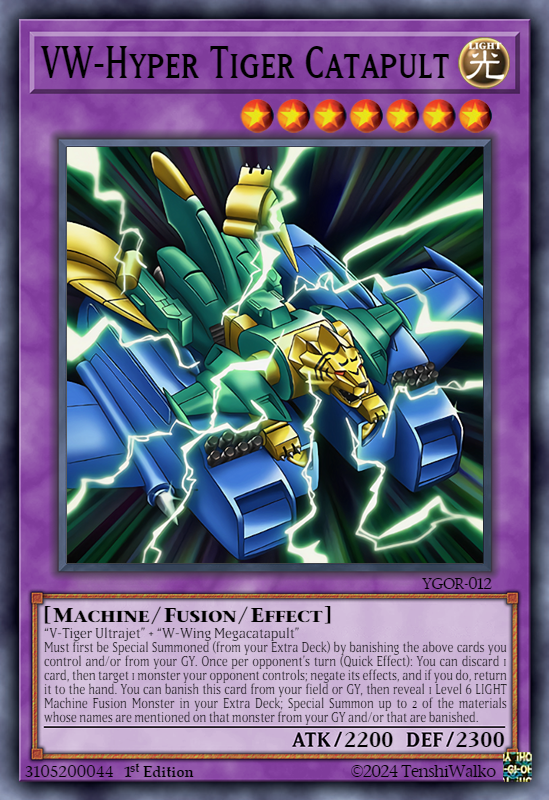 VW-Hyper Tiger Catapult
LIGHT
光
YGOR-012
[Machine/Fusion/Effect]
"V-Tiger Ultrajet" + "W-Wing Megacatapult"
Must first be Special Summoned (from your Extra Deck) by banishing the above cards you
control and/or from your GY. Once per opponent's turn (Quick Effect): You can discard 1
card, then target 1 monster your opponent controls; negate its effects, and if you do, return
it to the hand. You can banish this card from your field or GY, then reveal 1 Level 6 LIGHT
Machine Fusion Monster in your Extra Deck; Special Summon up to 2 of the materials
whose names are mentioned on that monster from your GY and/or that are banished.
ATK/2200 DEF/2300
3105200044 1st Edition ©2024 TenshiWalko